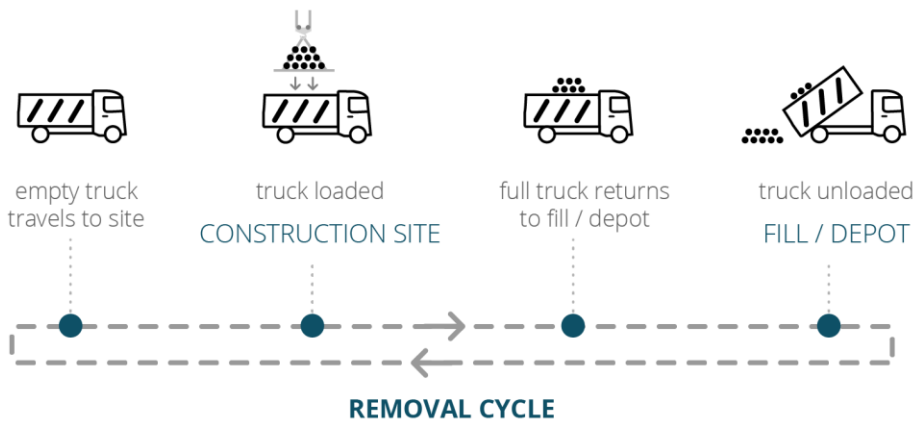 empty truck
travels to site
truck loaded
CONSTRUCTION SITE
full truck returns
to fill / depot
truck unloaded
FILL / DEPOT
REMOVAL CYCLE